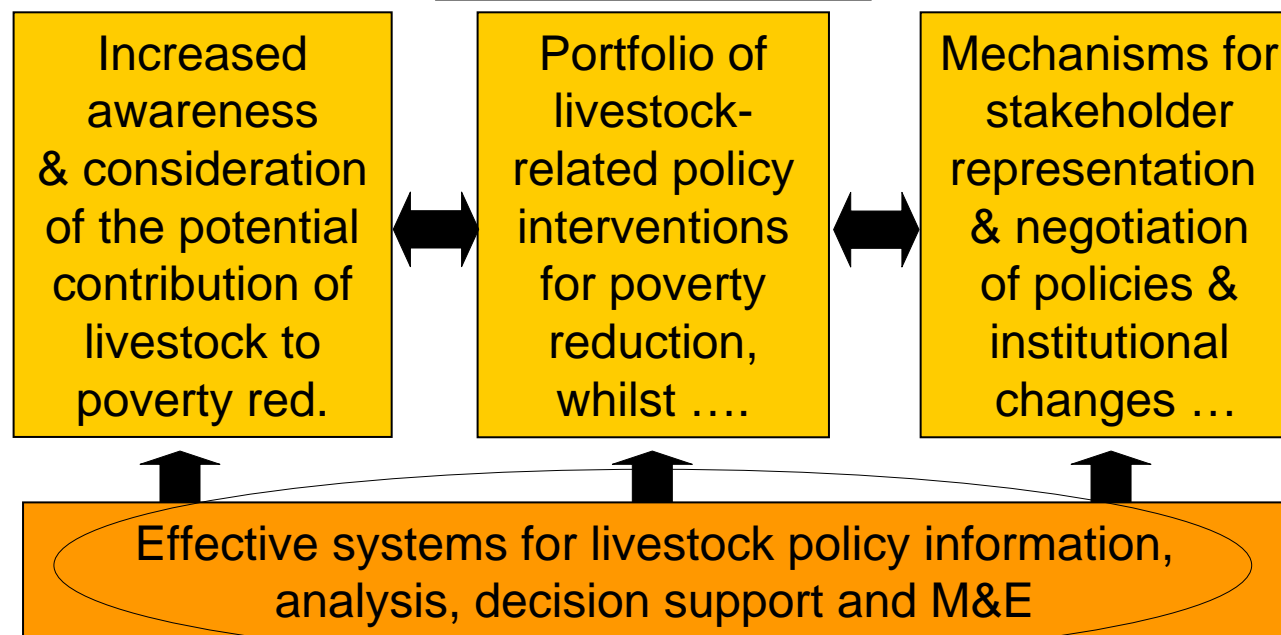 Increased
awareness
& consideration
of the potential
contribution of
livestock to
poverty red.
Portfolio of
livestock-
related policy
interventions
for poverty
reduction,
whilst ....
Mechanisms for
stakeholder
representation
& negotiation
of policies &
institutional
changes ...
Effective systems for livestock policy information,
analysis, decision support and M&E